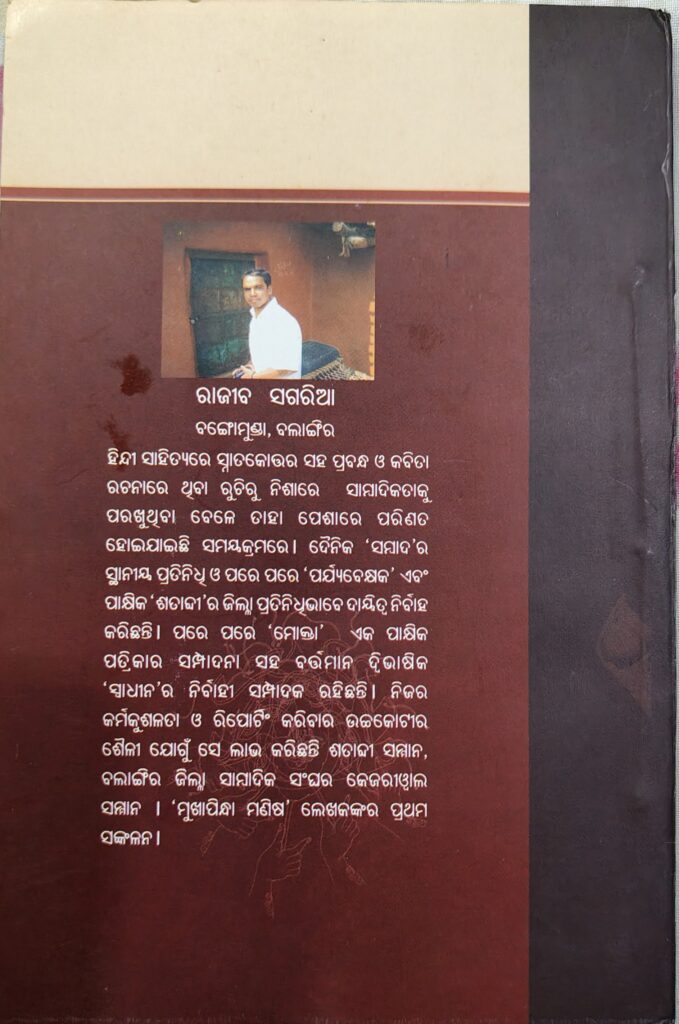 ରାଜୀବ ସଗରିଆ
ବଙ୍ଗୋମୁଣ୍ଡା, ବଲାଙ୍ଗିର
ହିନ୍ଦୀ ସାହିତ୍ୟରେ ସ୍ନାତକୋତ୍ତର ସହ ପ୍ରବନ୍ଧ ଓ କବିତା
ରଚନାରେ ଥିବା ରୁଚିରୁ ନିଶାରେ ସାମ୍ବାଦିକତାକୁ
ପରଖୁଥିବା ବେଳେ ତାହା ପେଶାରେ ପରିଣତ
ହୋଇଯାଇଛି ସମୟକ୍ରମରେ। ଦୈନିକ ‘ସମ୍ବାଦ’ର
ସ୍ଥାନୀୟ ପ୍ରତିନିଧି ଓ ପରେ ପରେ ‘ପର୍ଯ୍ୟବେକ୍ଷକ’ ଏବଂ
ପାକ୍ଷିକ ‘ଶତାବ୍ଦୀ’ର ଜିଲ୍ଲା ପ୍ରତିନିଧିଭାବେ ଦାୟିତ୍ୱ ନିର୍ବାହ
କରିଛନ୍ତି। ପରେ ପରେ ‘ମୋକ୍ତା’ ଏକ ପାକ୍ଷିକ
ପତ୍ରିକାର ସମ୍ପାଦନା ସହ ବର୍ତ୍ତମାନ ଦ୍ୱିଭାଷିକ
‘ସ୍ୱାଧୀନ’ର ନିର୍ବାହୀ ସମ୍ପାଦକ ରହିଛନ୍ତି। ନିଜର
କର୍ମକୁଶଳତା ଓ ରିପୋର୍ଟିଂ କରିବାର ଉଚ୍ଚକୋଟୀର
ଶୈଳୀ ଯୋଗୁଁ ସେ ଲାଭ କରିଛନ୍ତି ଶତାବ୍ଦୀ ସମ୍ମାନ,
ବଲାଙ୍ଗିର ଜିଲ୍ଲା ସାମ୍ବାଦିକ ସଂଘର କେଜରୀୱାଲ
ସମ୍ମାନ । ‘ମୁଖାପିନ୍ଧା ମଣିଷ’ ଲେଖକଙ୍କର ପ୍ରଥମ
ସଙ୍କଳନ।